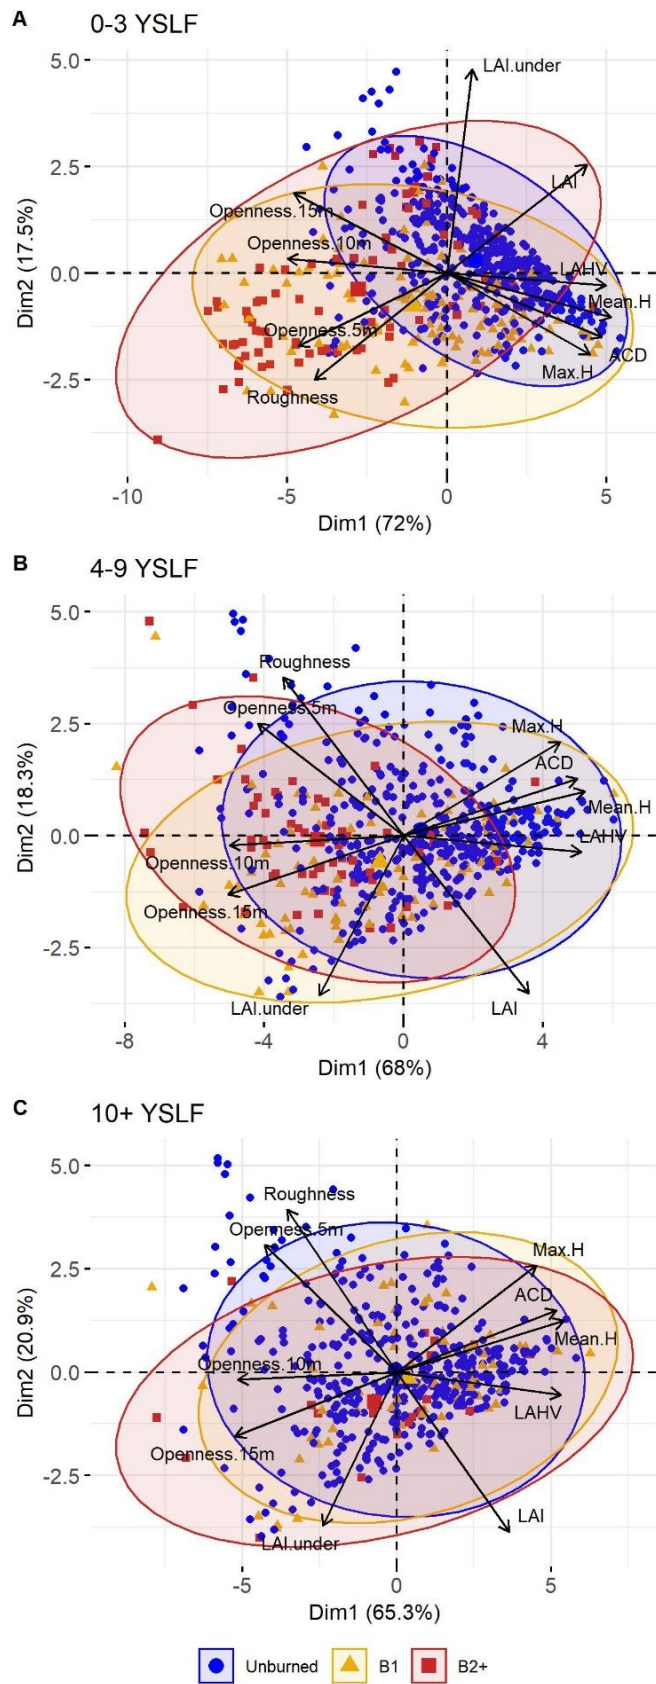 A
0-3 YSLF
5.0
LAI.under
2.5
LAI
Openness.15m
Openness.10m
LAHV
0.0
Mean.H
Openness.5m
ACD
Max.H
-2.5
Roughness
Dim2 (17.5%)
-10 -5 0 5
Dim1 (72%)
B
4-9 YSLF
5.0
Roughness
Openness.5m
2.5
Max.H
ACD
Mean.H
0.0
LAHV
Openness.10m
Openness.15m
-2.5
LAI.under
LAI
Dim2 (18.3%)
-8 -4 0 4
Dim1 (68%)
C
10+ YSLF
5.0
Roughness
Openness.5m
2.5
Max.H
ACD
Mean.H
Openness.10m
0.0
LAHV
Openness.15m
-2.5
LAI
LAI.under
Dim2 (20.9%)
-5 0 5
Dim1 (65.3%)
Unburned B1 B2+